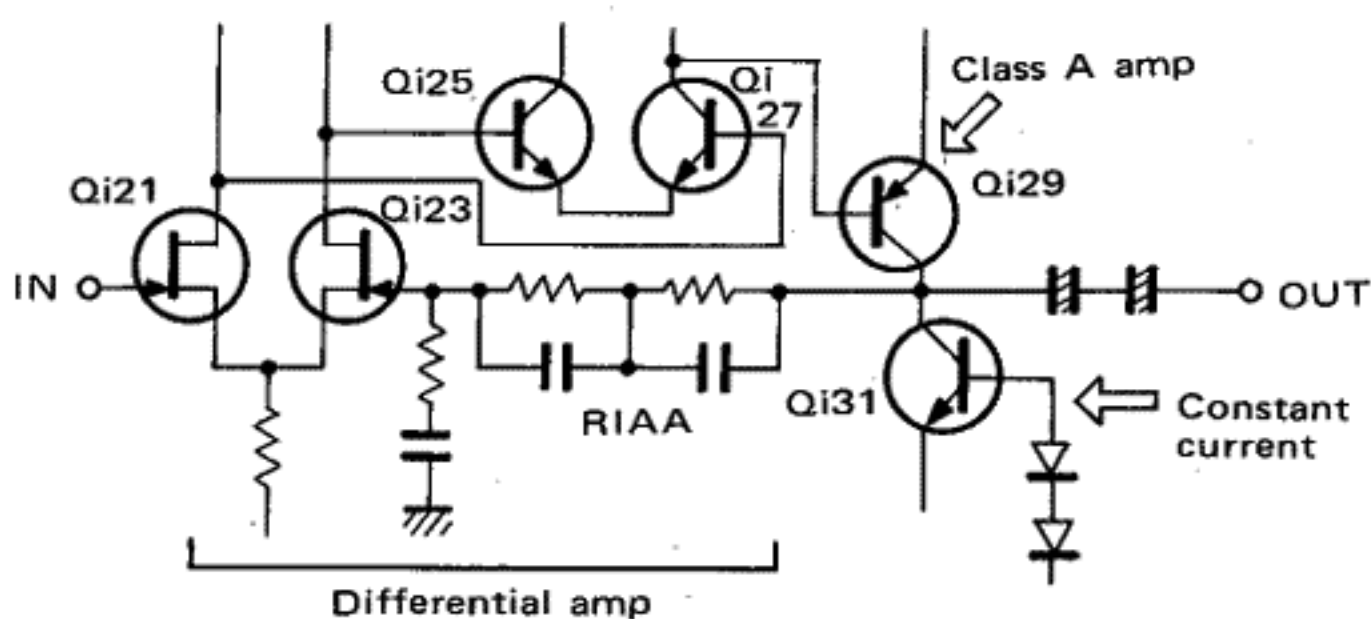 Class A amp
Qi25
Qi
27
Qi21
Qi23
Qi29
IN
OUT
Qi31
RIAA
Constant
current
Differential amp